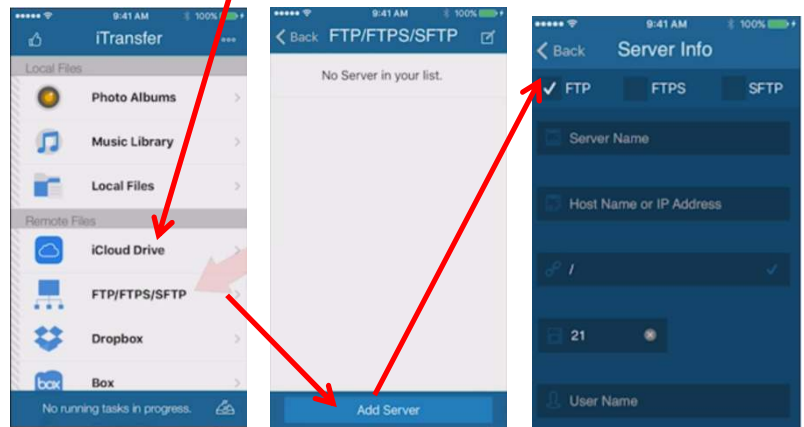 9:41 AM 100%
iTransfer
Local Files
Photo Albums
Music Library
Local Files
Remote Files
iCloud Drive
FTP/FTPS/SFTP
Dropbox
box Box
No running tasks in progress.
9:41 AM 100%
Back FTP/FTPS/SFTP
No Server in your list.
Add Server
9:41 AM 100%
Back Server Info
FTP FTPS SFTP
Server Name
Host Name or IP Address
/
21
User Name